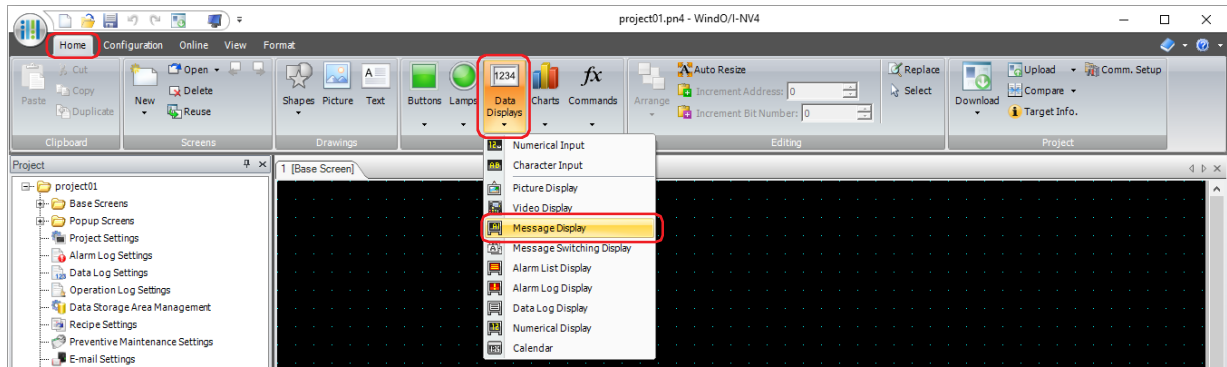 project01.pn4 - WindO/I-NV4
Home Configuration Online View Format
Paste
Cut
Copy
Duplicate
Clipboard
New
Open
Delete
Reuse
Screens
Shapes Picture Text
Drawings
Buttons Lamps
1234
Data
Displays
Charts
fx
Commands
Arrange
Auto Resize
Increment Address: 0
Increment Bit Number: 0
Replace
Select
Editing
Download
Upload
Compare
Target Info.
Comm. Setup
Project
Numerical Input
Character Input
Picture Display
Video Display
Message Display
Message Switching Display
Alarm List Display
Alarm Log Display
Data Log Display
Numerical Display
Calendar
Project
project01
Base Screens
Popup Screens
Project Settings
Alarm Log Settings
Data Log Settings
Operation Log Settings
Data Storage Area Management
Recipe Settings
Preventive Maintenance Settings
E-mail Settings
1 [Base Screen]